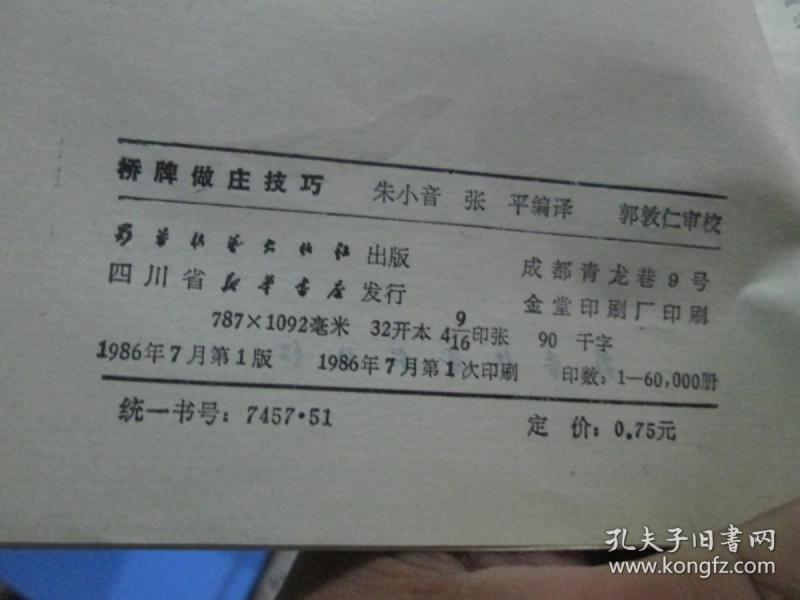 桥牌做庄技巧 朱小音 张 平编译 郭敦仁审校
蜀蓉棋艺出版社 出版 成都青龙巷9号
四川省新华书店 发行 金堂印刷厂印刷
787×1092毫米 32开本 4 9/16印张 90 千字
1986年7月第1版 1986年7月第1次印刷 印数：1—60,000册
统一书号：7457·51 定 价：0.75元
孔夫子旧书网
www.kongfz.com